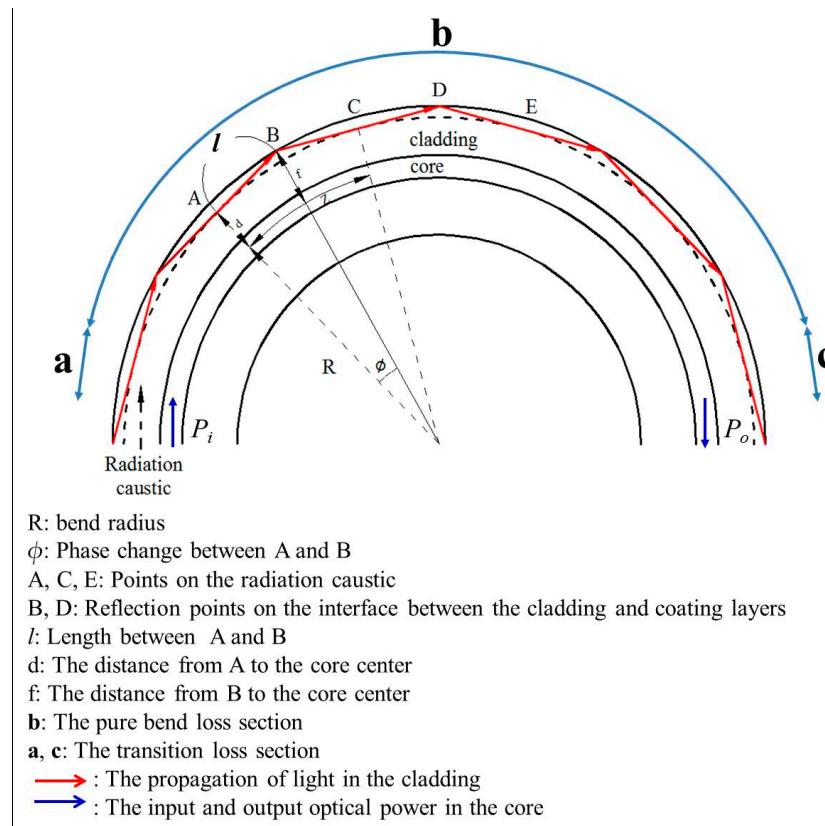 b
D
C
E
B
l
cladding
f
core
A
Z
d
a
R
ϕ
c
P_i
P_o
Radiation
caustic
R: bend radius
ϕ: Phase change between A and B
A, C, E: Points on the radiation caustic
B, D: Reflection points on the interface between the cladding and coating layers
l: Length between A and B
d: The distance from A to the core center
f: The distance from B to the core center
b: The pure bend loss section
a, c: The transition loss section
: The propagation of light in the cladding
: The input and output optical power in the core